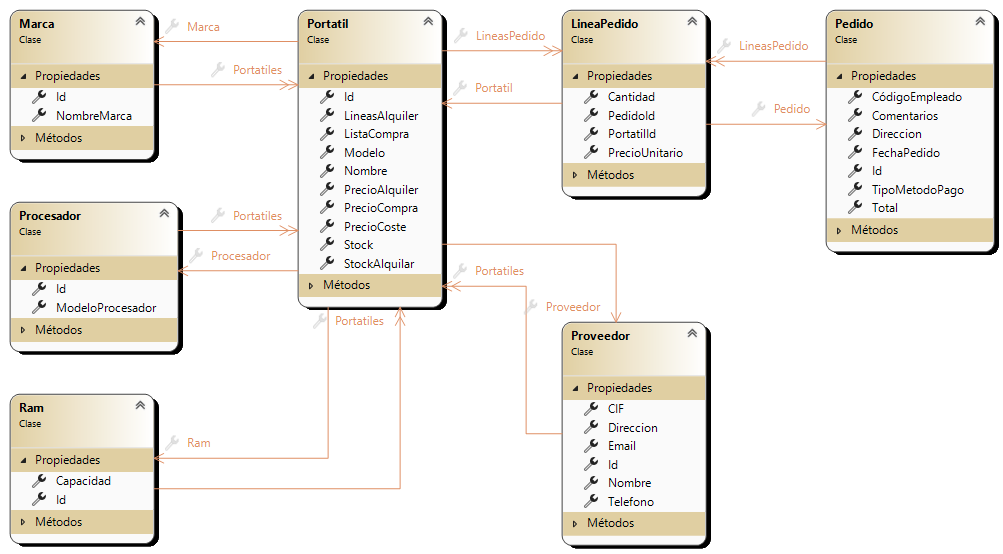 Marca
Clase
Propiedades
Id
NombreMarca
Métodos
Marca
Portatiles
Portatil
Clase
Propiedades
Id
LineasAlquiler
ListaCompra
Modelo
Nombre
PrecioAlquiler
PrecioCompra
PrecioCoste
Stock
StockAlquilar
Métodos
LineasPedido
Portatil
LineaPedido
Clase
Propiedades
Cantidad
PedidoId
PortatilId
PrecioUnitario
Métodos
LineasPedido
Pedido
Pedido
Clase
Propiedades
CódigoEmpleado
Comentarios
Direccion
FechaPedido
Id
TipoMetodoPago
Total
Métodos
Procesador
Clase
Propiedades
Id
ModeloProcesador
Métodos
Portatiles
Procesador
Portatiles
Proveedor
Portatiles
Ram
Proveedor
Clase
Propiedades
CIF
Direccion
Email
Id
Nombre
Telefono
Métodos
Ram
Clase
Propiedades
Capacidad
Id
Métodos